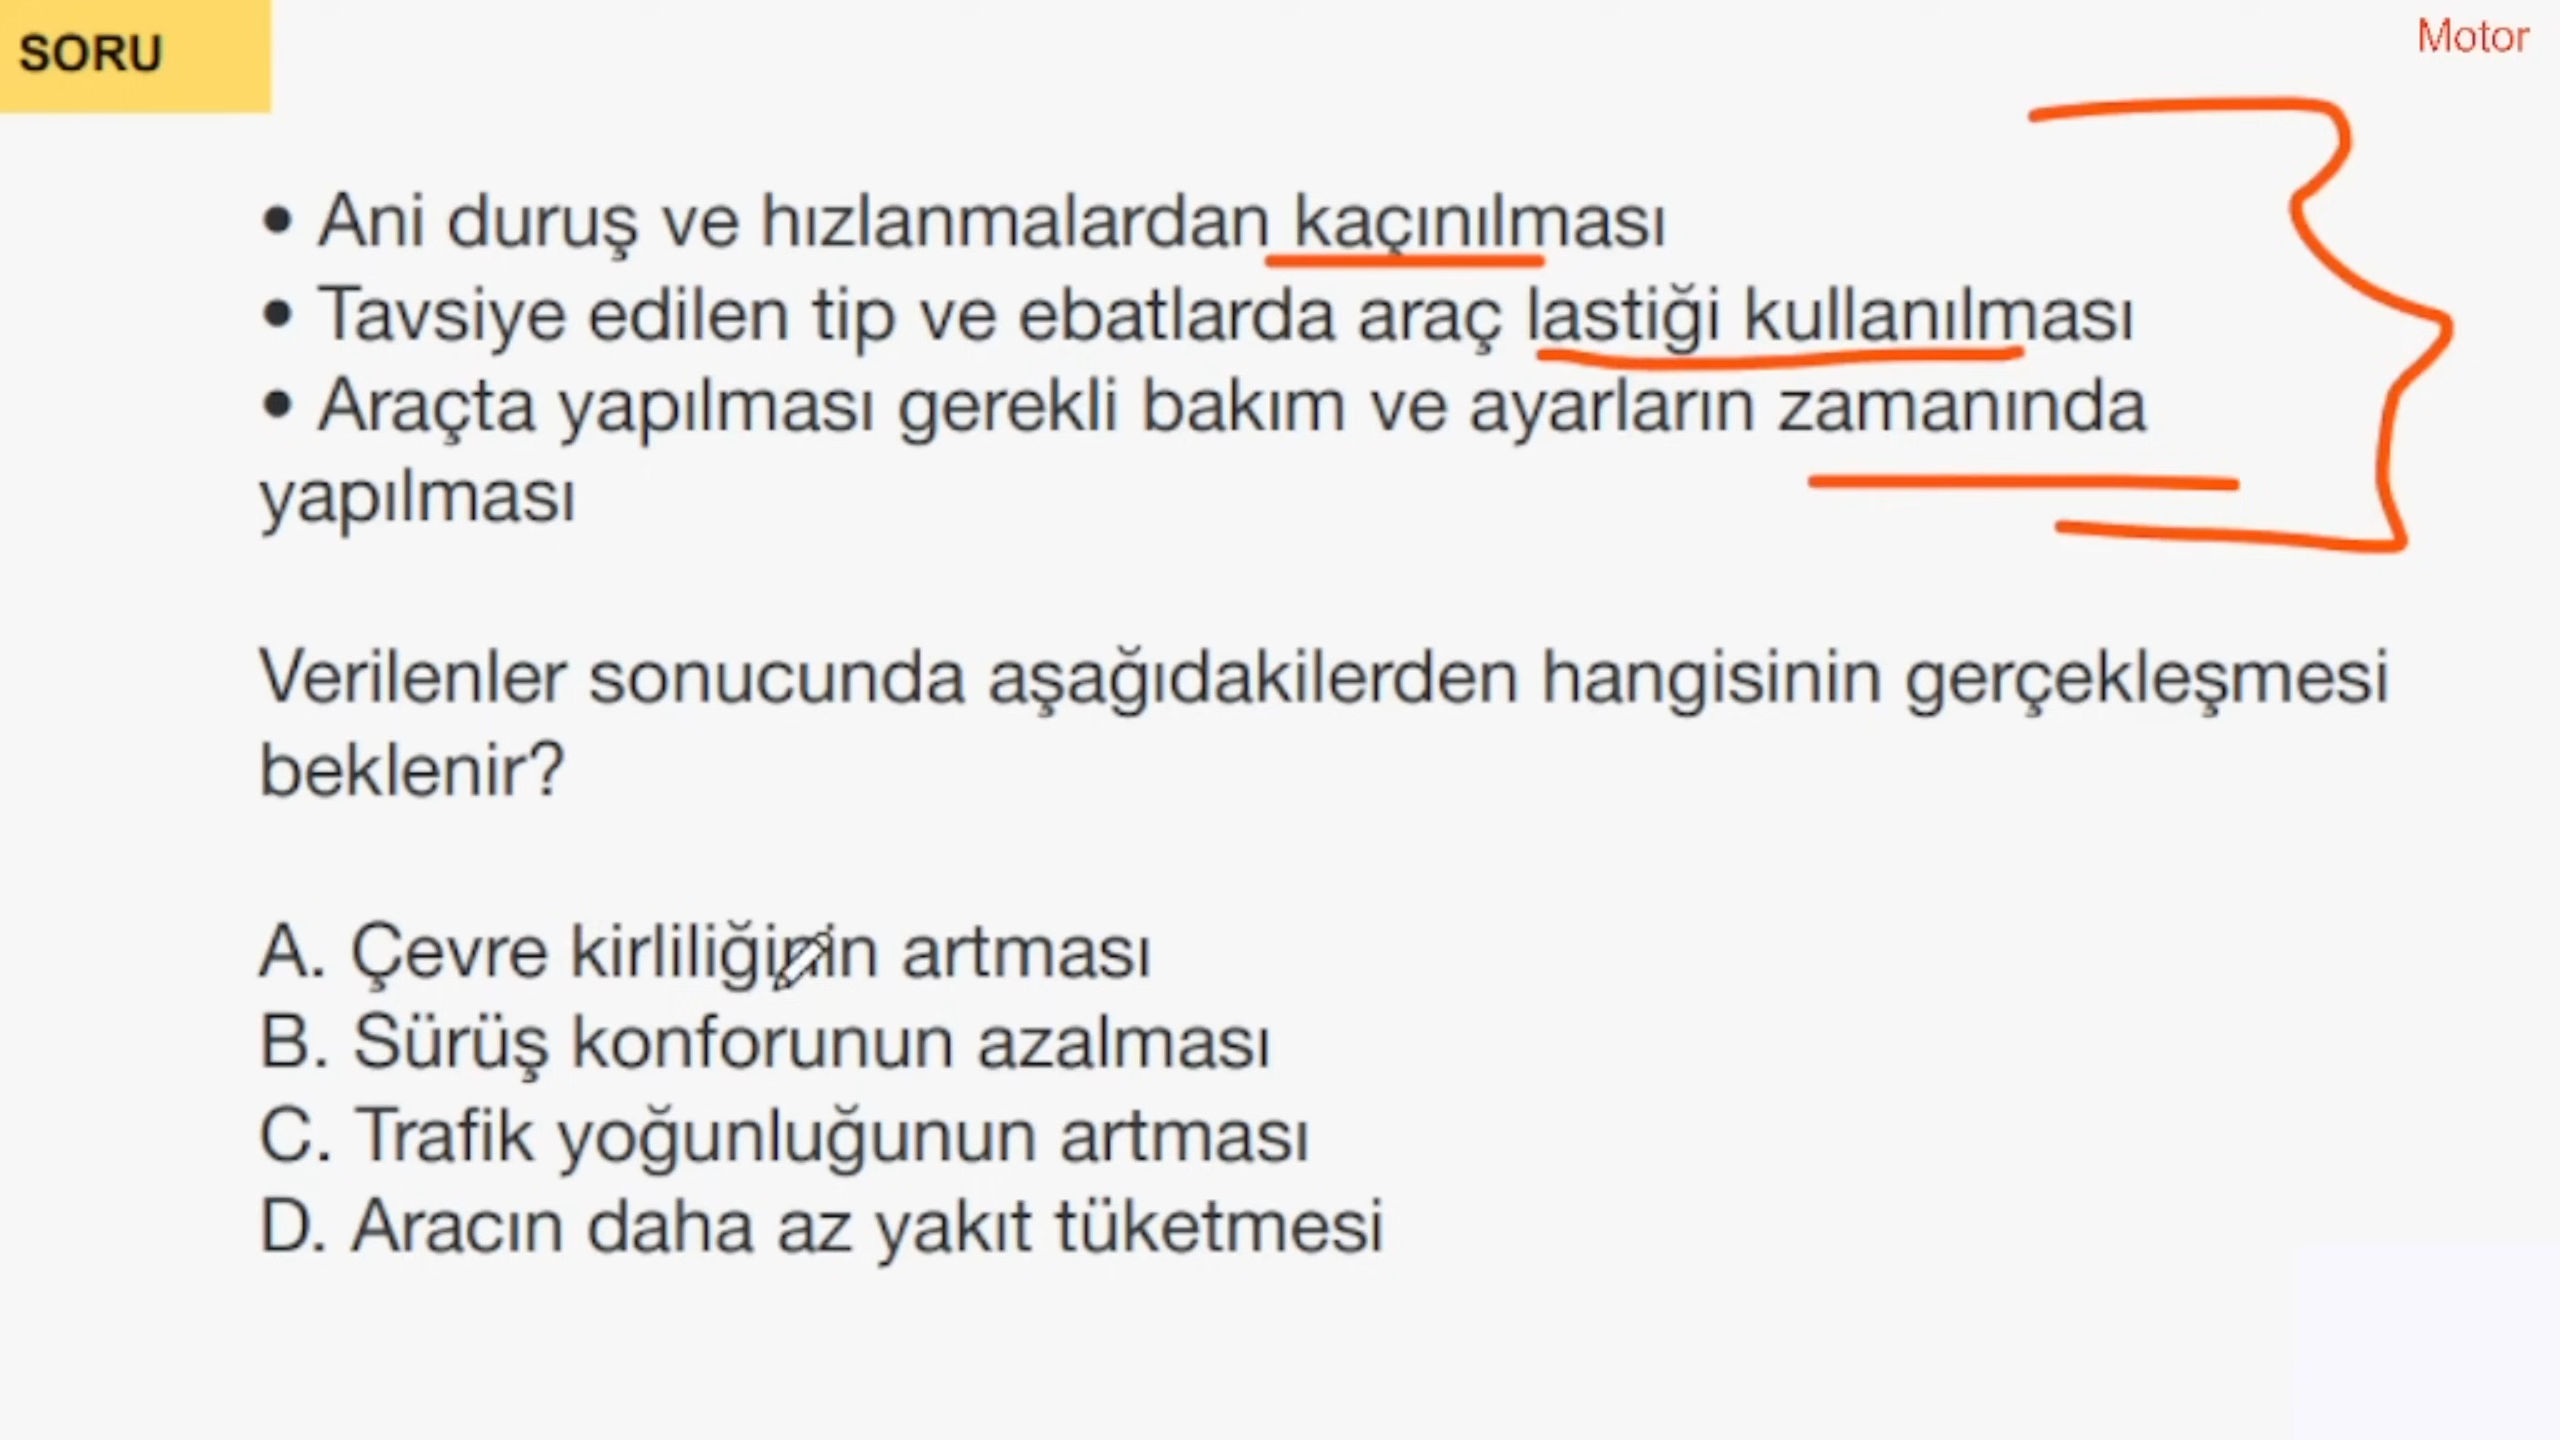 SORU
Motor
• Ani duruş ve hızlanmalardan kaçınılması
• Tavsiye edilen tip ve ebatlarda araç lastiği kullanılması
• Araçta yapılması gerekli bakım ve ayarların zamanında
yapılması
Verilenler sonucunda aşağıdakilerden hangisinin gerçekleşmesi
beklenir?
A. Çevre kirliliğinin artması
B. Sürüş konforunun azalması
C. Trafik yoğunluğunun artması
D. Aracın daha az yakıt tüketmesi